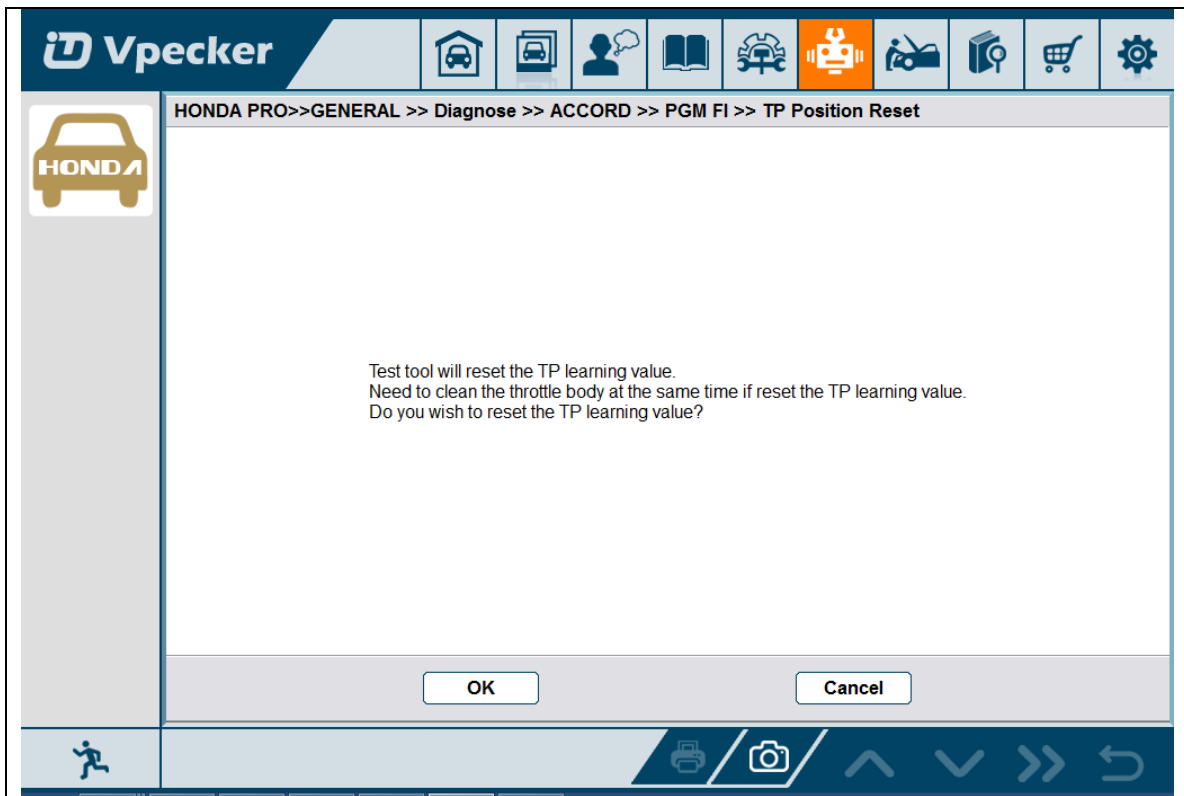 Vpecker
HONDA PRO>>GENERAL >> Diagnose >> ACCORD >> PGM FI >> TP Position Reset
HONDA
Test tool will reset the TP learning value.
Need to clean the throttle body at the same time if reset the TP learning value.
Do you wish to reset the TP learning value?
OK Cancel